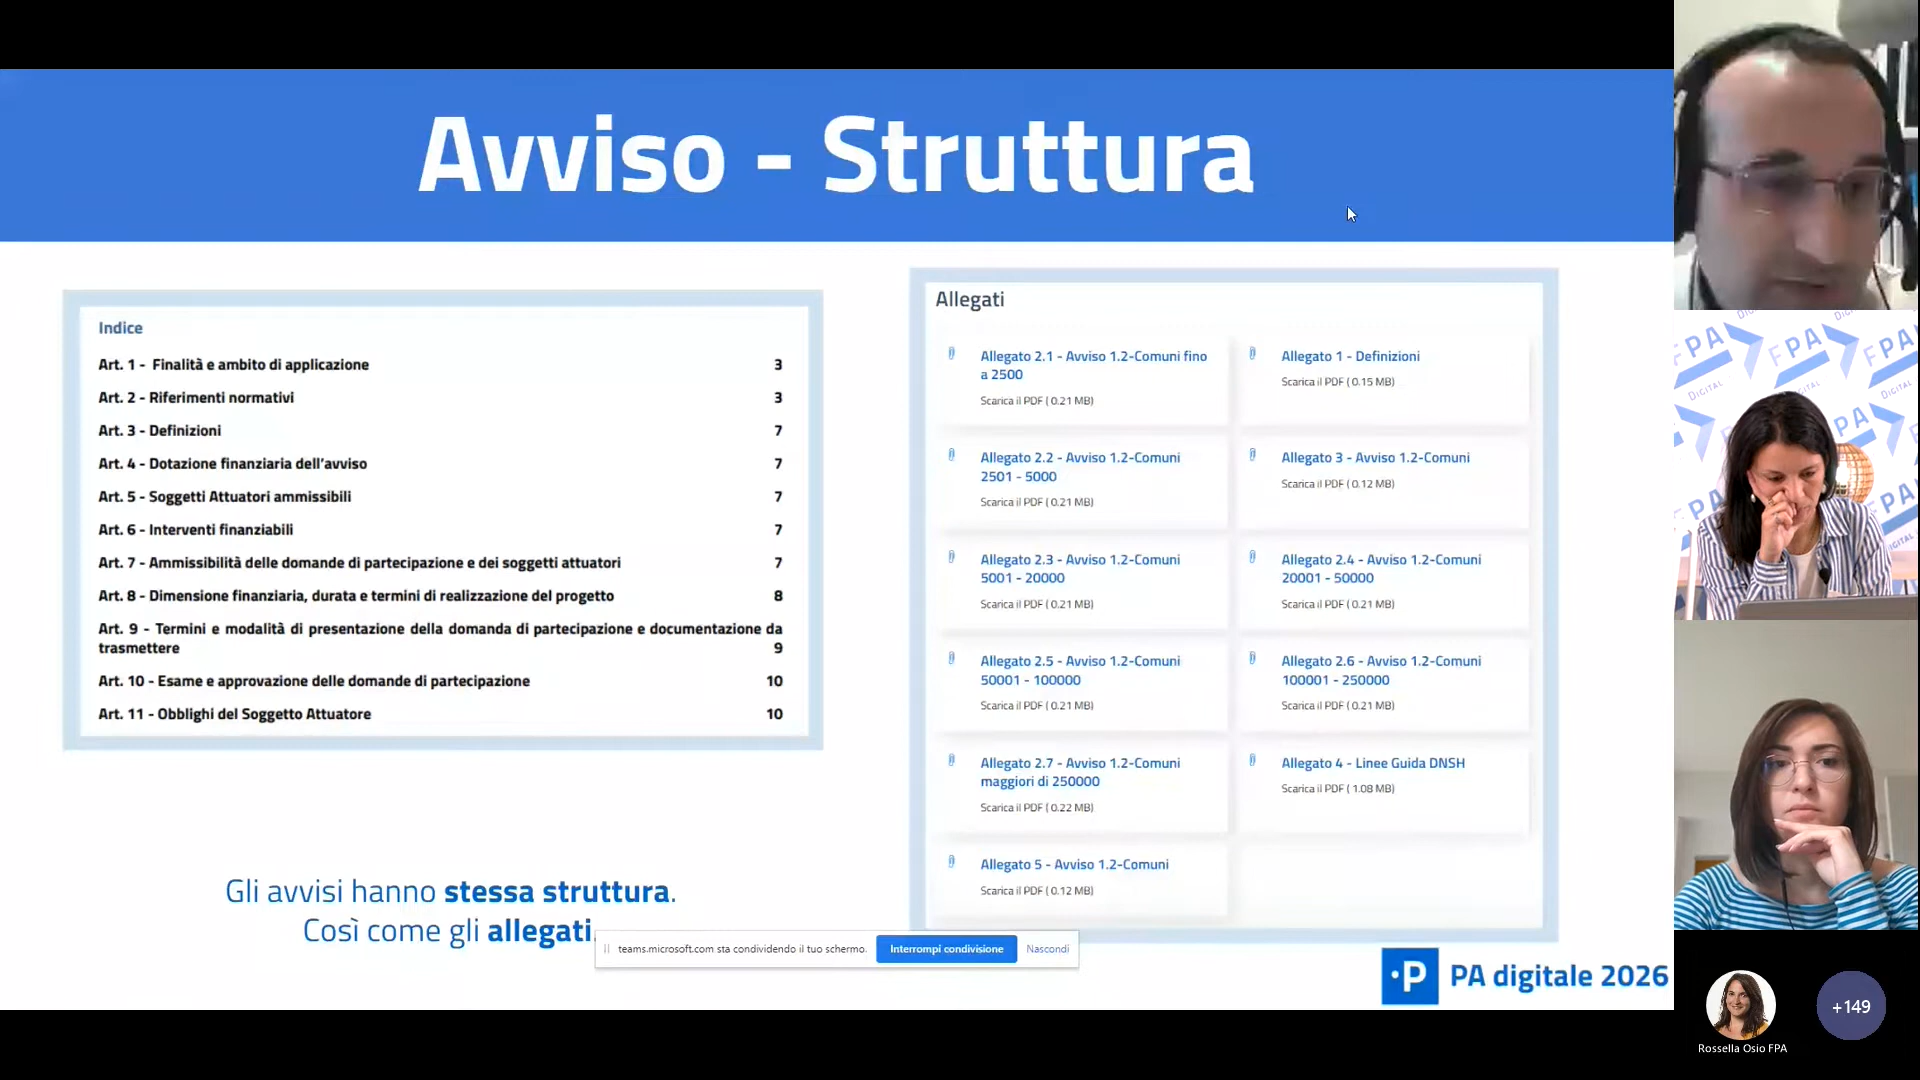 Avviso - Struttura
Indice
Art. 1 - Finalità e ambito di applicazione 3
Art. 2 - Riferimenti normativi 3
Art. 3 - Definizioni 7
Art. 4 - Dotazione finanziaria dell'avviso 7
Art. 5 - Soggetti Attuatori ammissibili 7
Art. 6 - Interventi finanziabili 7
Art. 7 - Ammissibilità delle domande di partecipazione e dei soggetti attuatori 7
Art. 8 - Dimensione finanziaria, durata e termini di realizzazione del progetto 8
Art. 9 - Termini e modalità di presentazione della domanda di partecipazione e documentazione da
trasmettere 9
Art. 10 - Esame e approvazione delle domande di partecipazione 10
Art. 11 - Obblighi del Soggetto Attuatore 10
Gli avvisi hanno stessa struttura.
Così come gli allegati.
Allegati
Allegato 2.1 - Avviso 1.2-Comuni fino
a 2500
Scarica il PDF ( 0.21 MB)
Allegato 1 - Definizioni
Scarica il PDF ( 0.15 MB)
Allegato 2.2 - Avviso 1.2-Comuni
2501 - 5000
Scarica il PDF ( 0.21 MB)
Allegato 3 - Avviso 1.2-Comuni
Scarica il PDF ( 0.12 MB)
Allegato 2.3 - Avviso 1.2-Comuni
5001 - 20000
Scarica il PDF ( 0.21 MB)
Allegato 2.4 - Avviso 1.2-Comuni
20001 - 50000
Scarica il PDF ( 0.21 MB)
Allegato 2.5 - Avviso 1.2-Comuni
50001 - 100000
Scarica il PDF ( 0.21 MB)
Allegato 2.6 - Avviso 1.2-Comuni
100001 - 250000
Scarica il PDF ( 0.21 MB)
Allegato 2.7 - Avviso 1.2-Comuni
maggiori di 250000
Scarica il PDF ( 0.22 MB)
Allegato 4 - Linee Guida DNSH
Scarica il PDF ( 1.08 MB)
Allegato 5 - Avviso 1.2-Comuni
Scarica il PDF ( 0.12 MB)
teams.microsoft.com sta condividendo il tuo schermo. Interrompi condivisione Nascondi
·P PA digitale 2026
FPA
FPA
FPA
DIGITAL
DIGITAL
Rossella Osio FPA
+149